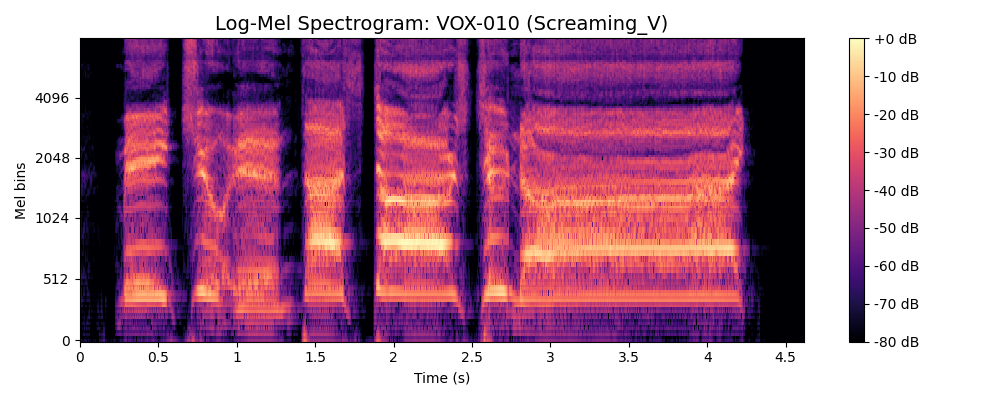 Log-Mel Spectrogram: VOX-010 (Screaming_V)
Mel bins
4096
2048
1024
512
0
0 0.5 1 1.5 2 2.5 3 3.5 4 4.5
Time (s)
+0 dB
-10 dB
-20 dB
-30 dB
-40 dB
-50 dB
-60 dB
-70 dB
-80 dB